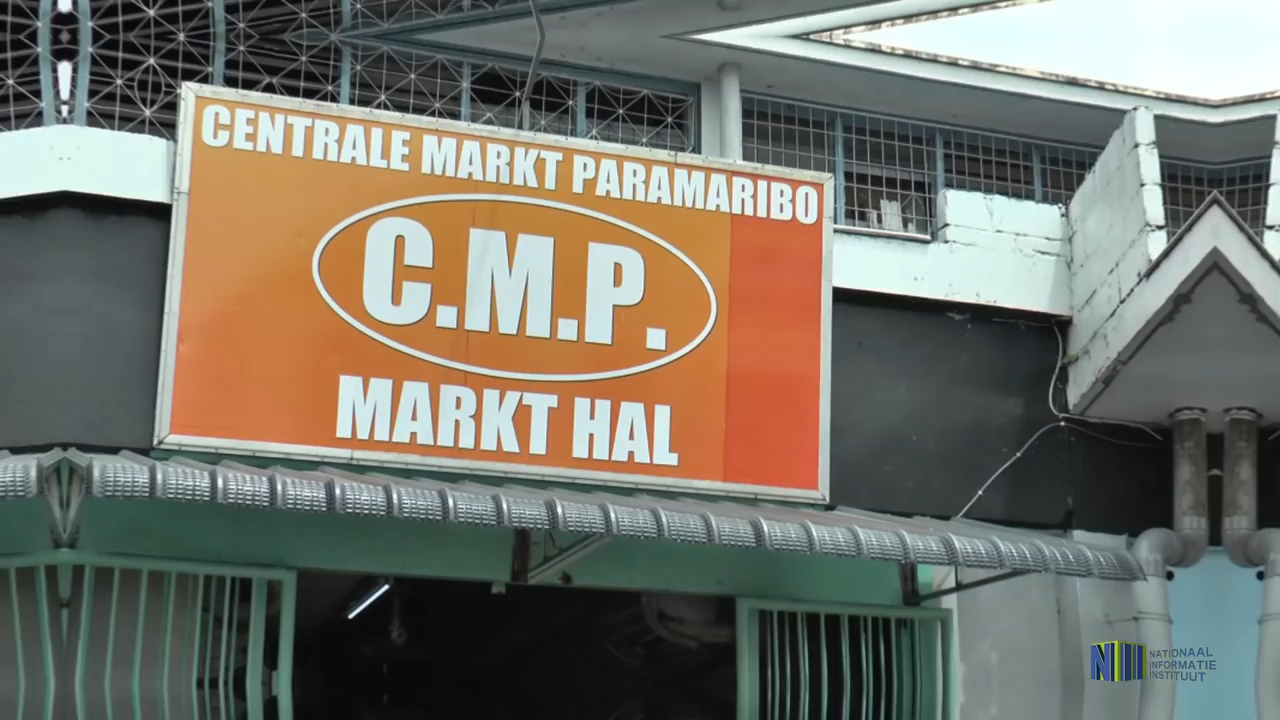 CENTRALE MARKT PARAMARIBO
C.M.P.
MARKT HAL
NATIONAAL
INFORMATIE
INSTITUUT